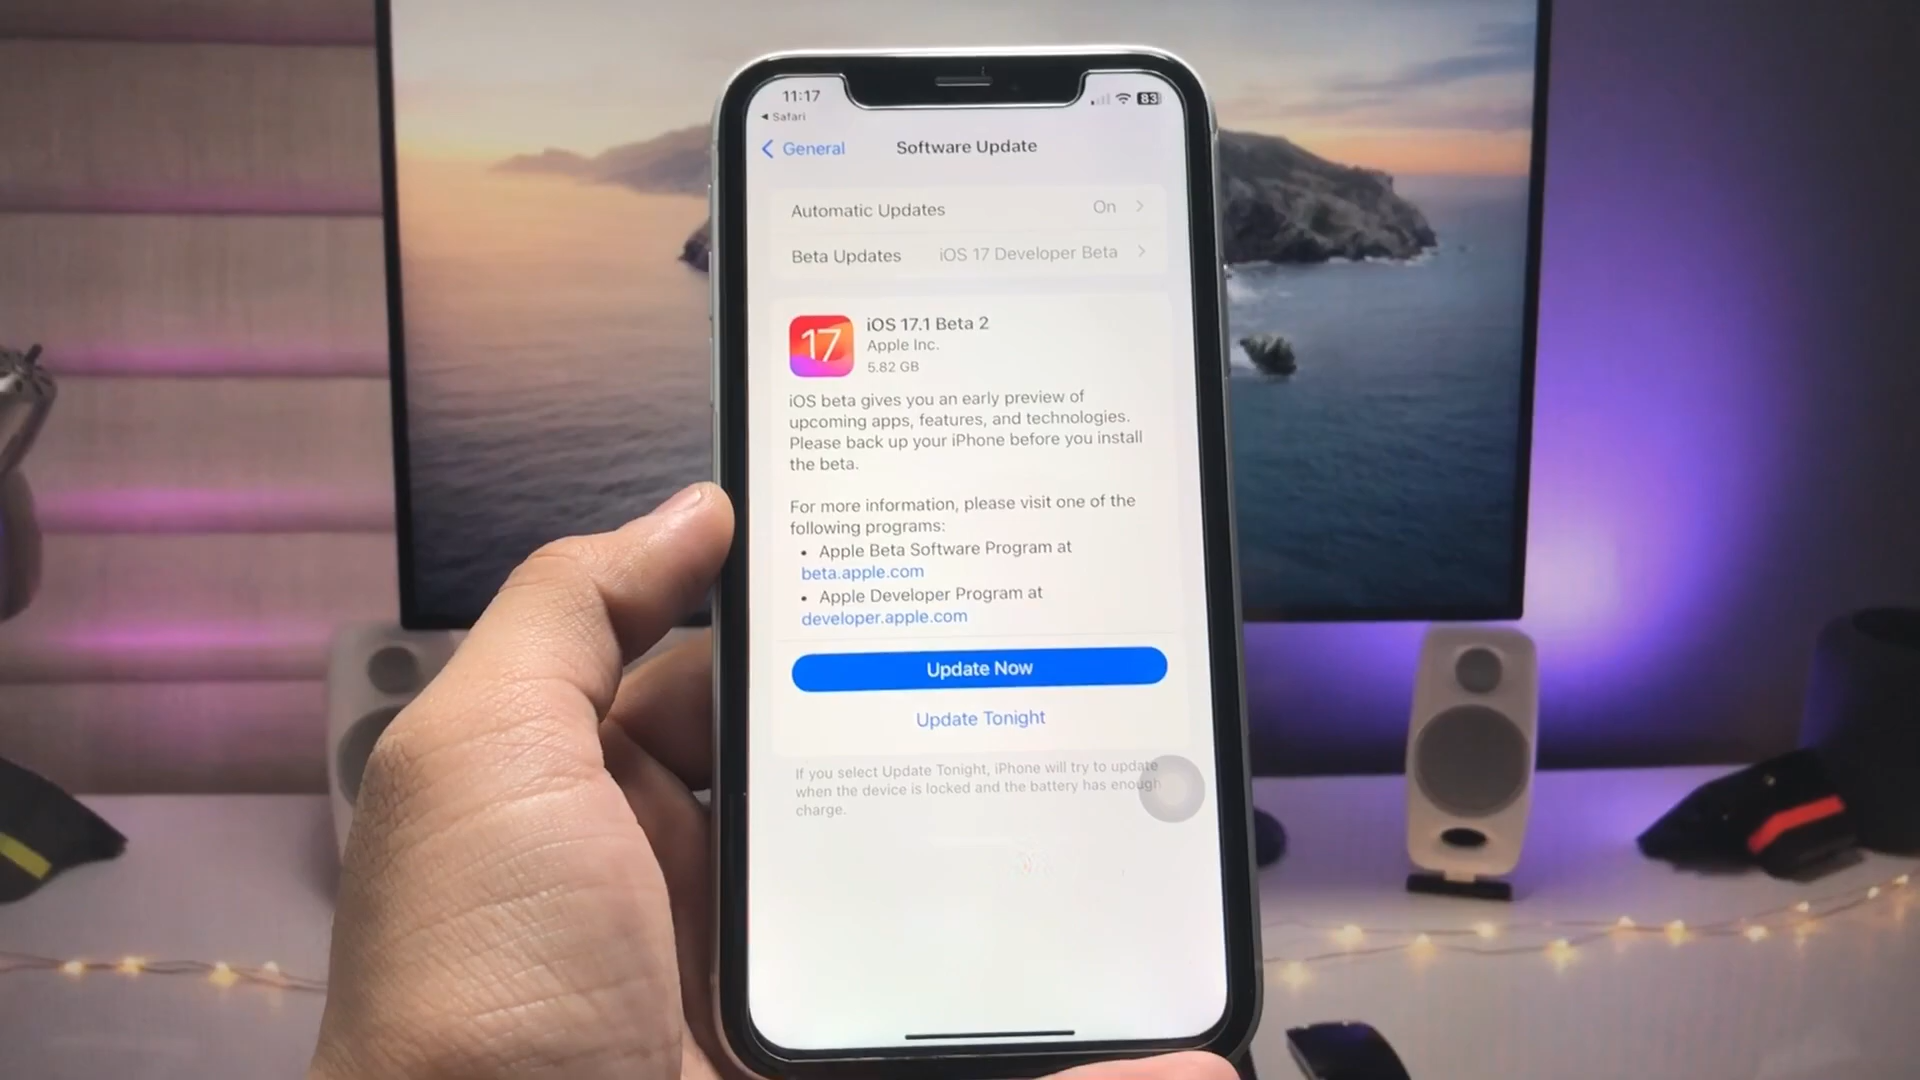 11:17
83
◀ Safari
General
Software Update
Automatic Updates On
Beta Updates iOS 17 Developer Beta
17
iOS 17.1 Beta 2
Apple Inc.
5.82 GB
iOS beta gives you an early preview of
upcoming apps, features, and technologies.
Please back up your iPhone before you install
the beta.
For more information, please visit one of the
following programs:
• Apple Beta Software Program at
beta.apple.com
• Apple Developer Program at
developer.apple.com
Update Now
Update Tonight
If you select Update Tonight, iPhone will try to update
when the device is locked and the battery has enough
charge.